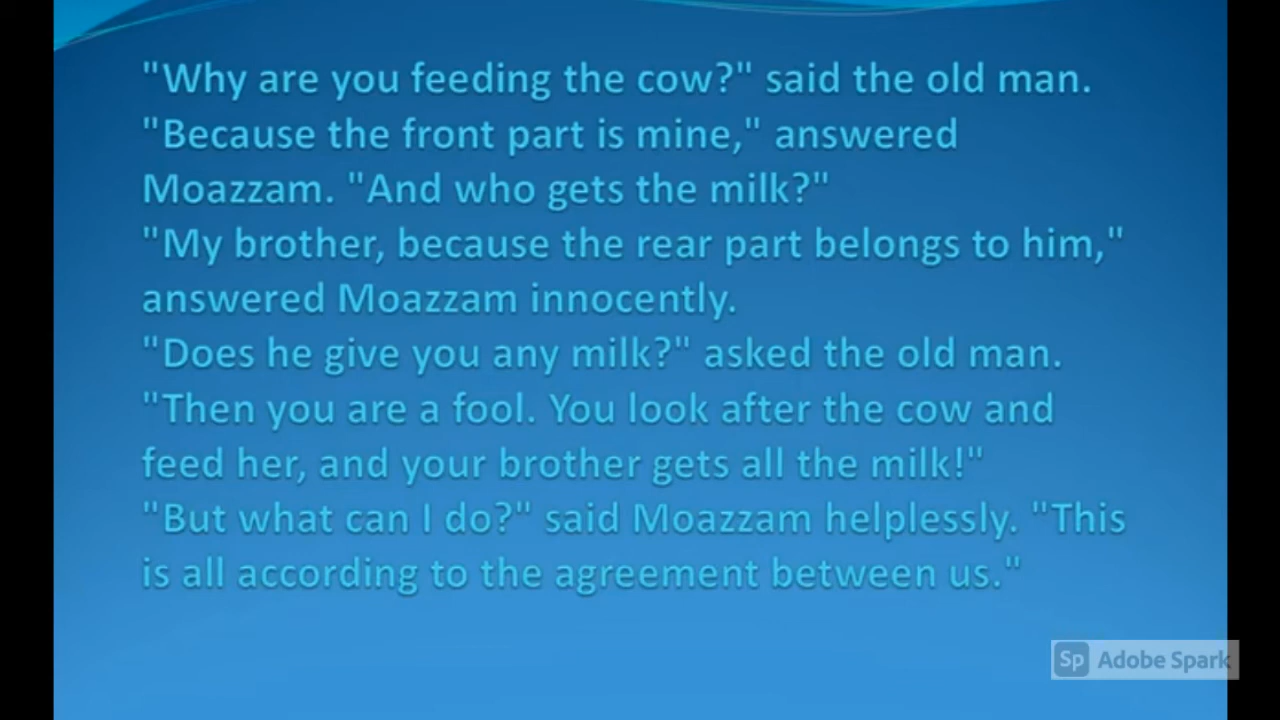 "Why are you feeding the cow?" said the old man.
"Because the front part is mine," answered
Moazzam. "And who gets the milk?"
"My brother, because the rear part belongs to him,"
answered Moazzam innocently.
"Does he give you any milk?" asked the old man.
"Then you are a fool. You look after the cow and
feed her, and your brother gets all the milk!"
"But what can I do?" said Moazzam helplessly. "This
is all according to the agreement between us."
Sp Adobe Spark